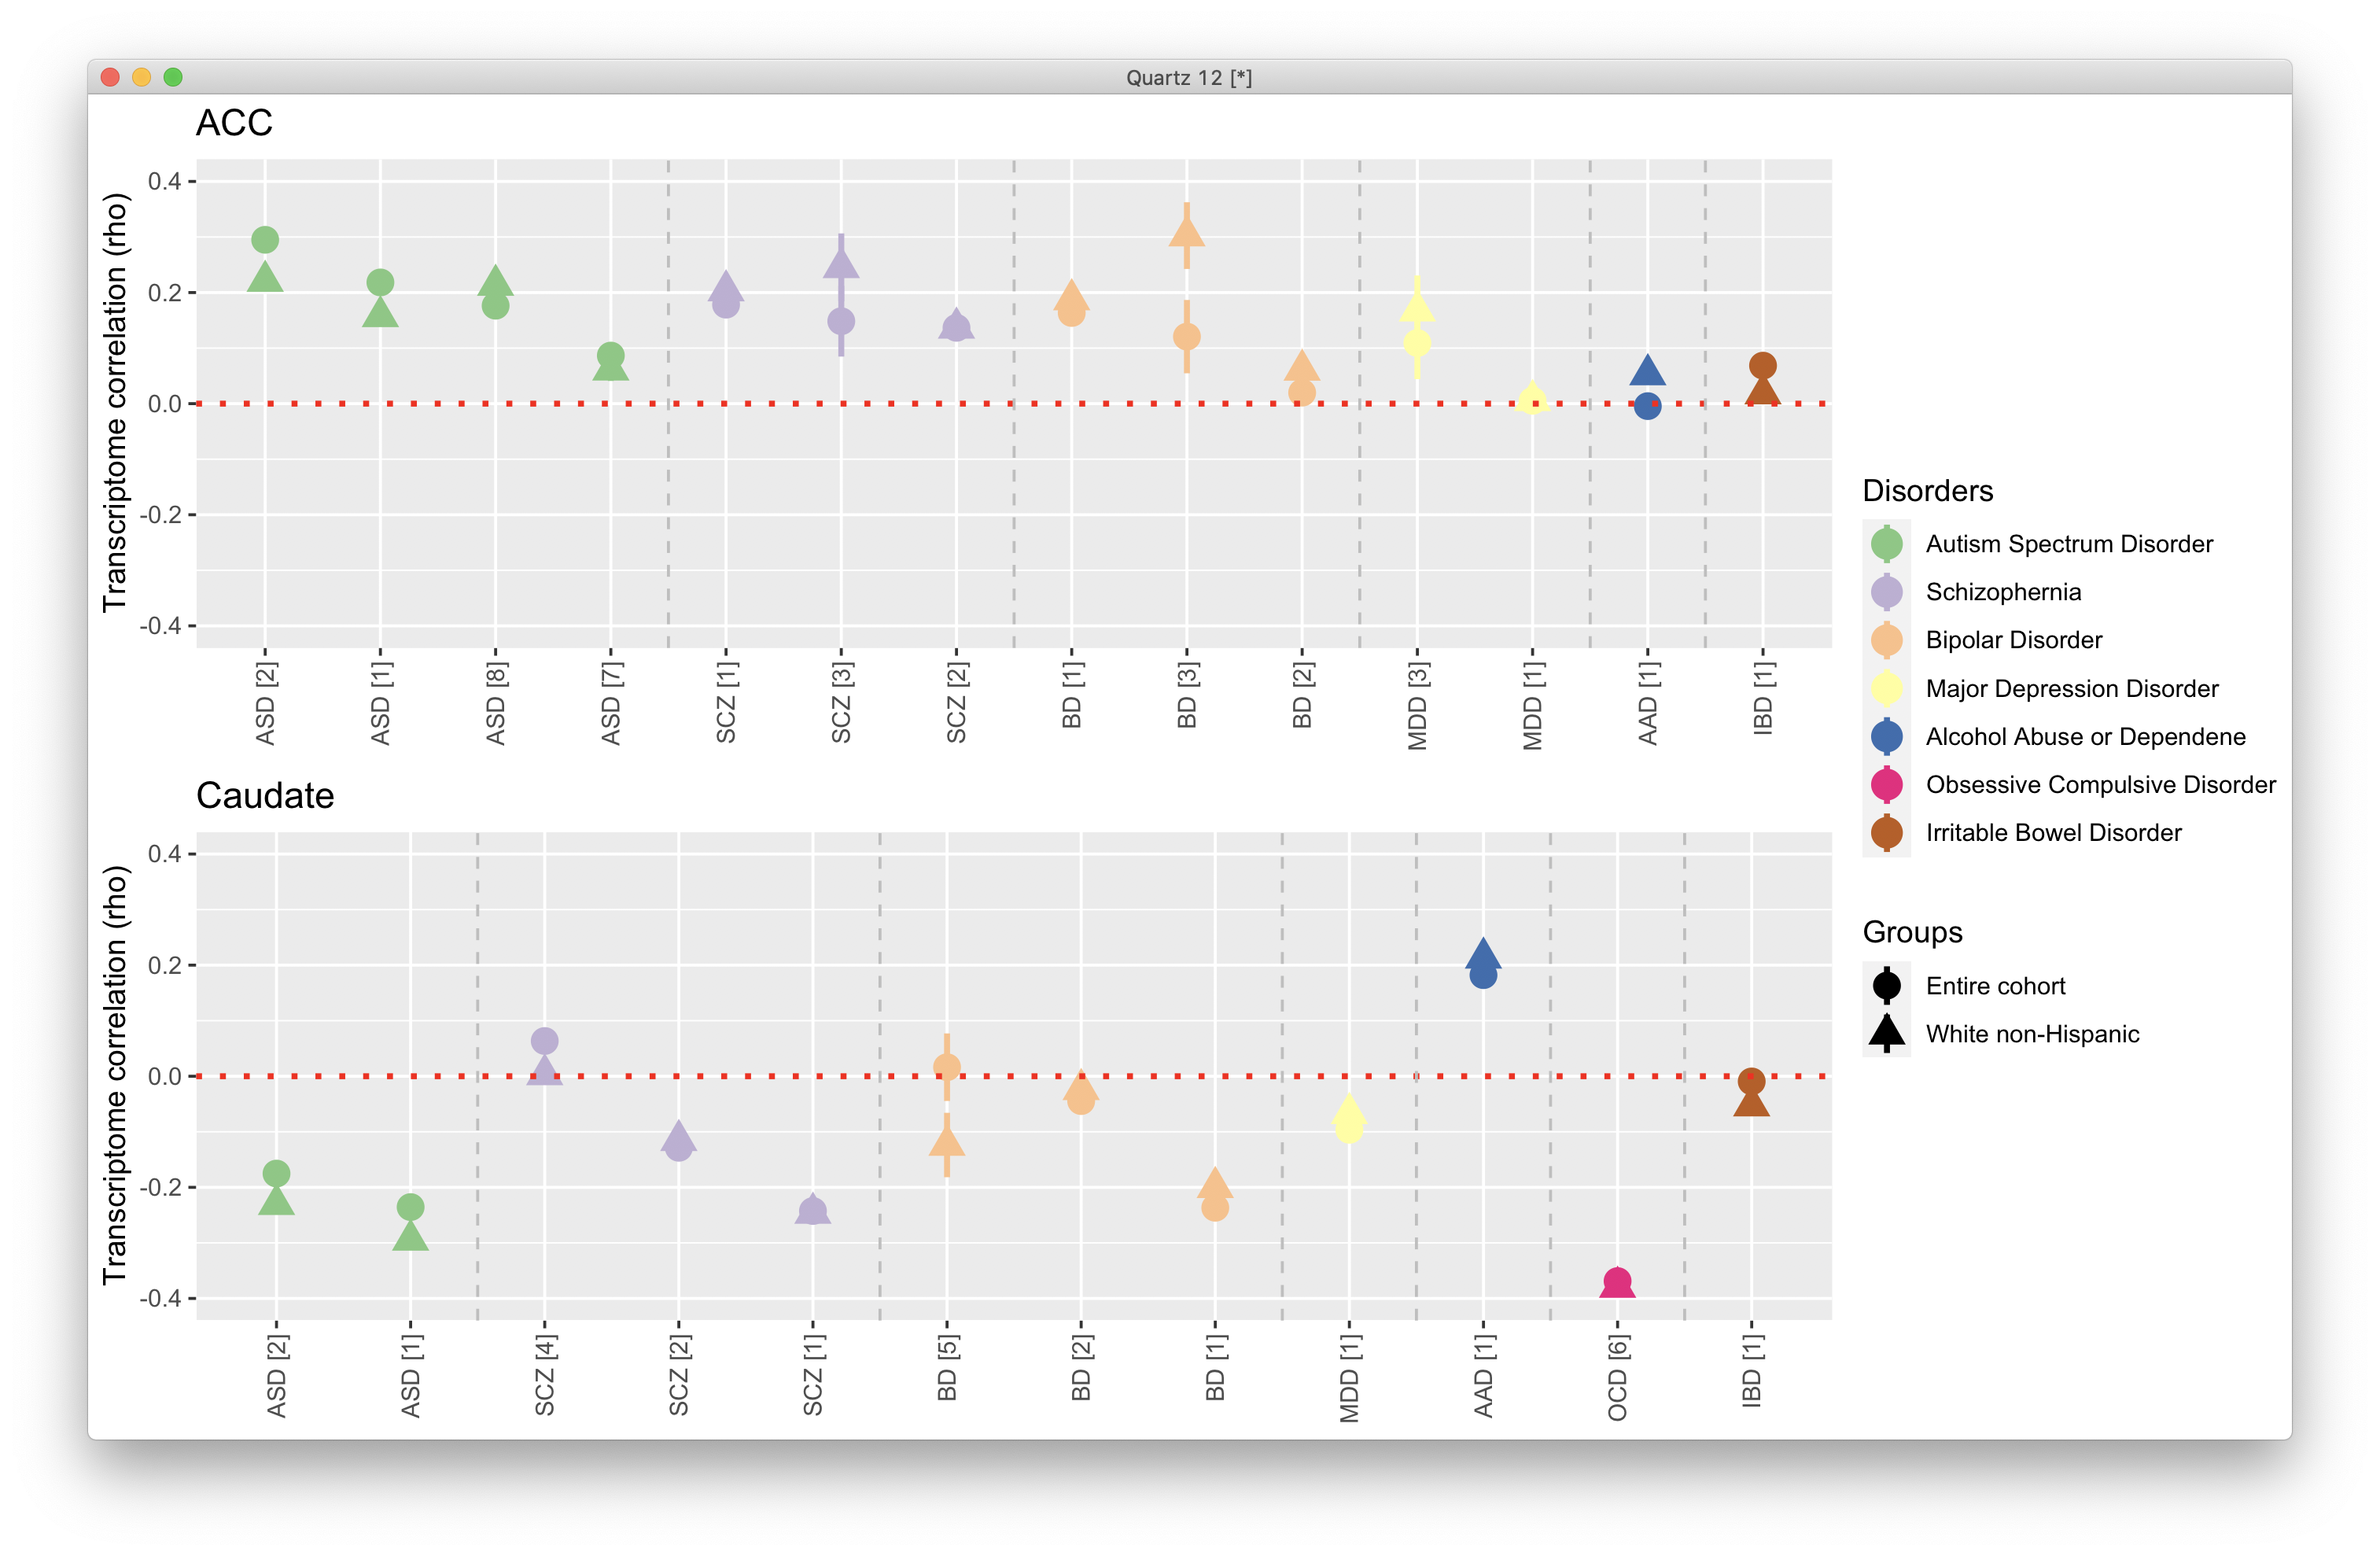 Quartz 12 [*]
ACC
Transcriptome correlation (rho)
0.4
0.2
0.0
-0.2
-0.4
ASD [2]
ASD [1]
ASD [8]
ASD [7]
SCZ [1]
SCZ [3]
SCZ [2]
BD [1]
BD [3]
BD [2]
MDD [3]
MDD [1]
AAD [1]
IBD [1]
Caudate
Transcriptome correlation (rho)
0.4
0.2
0.0
-0.2
-0.4
ASD [2]
ASD [1]
SCZ [4]
SCZ [2]
SCZ [1]
BD [5]
BD [2]
BD [1]
MDD [1]
AAD [1]
OCD [6]
IBD [1]
Disorders
Autism Spectrum Disorder
Schizophernia
Bipolar Disorder
Major Depression Disorder
Alcohol Abuse or Dependene
Obsessive Compulsive Disorder
Irritable Bowel Disorder
Groups
Entire cohort
White non-Hispanic